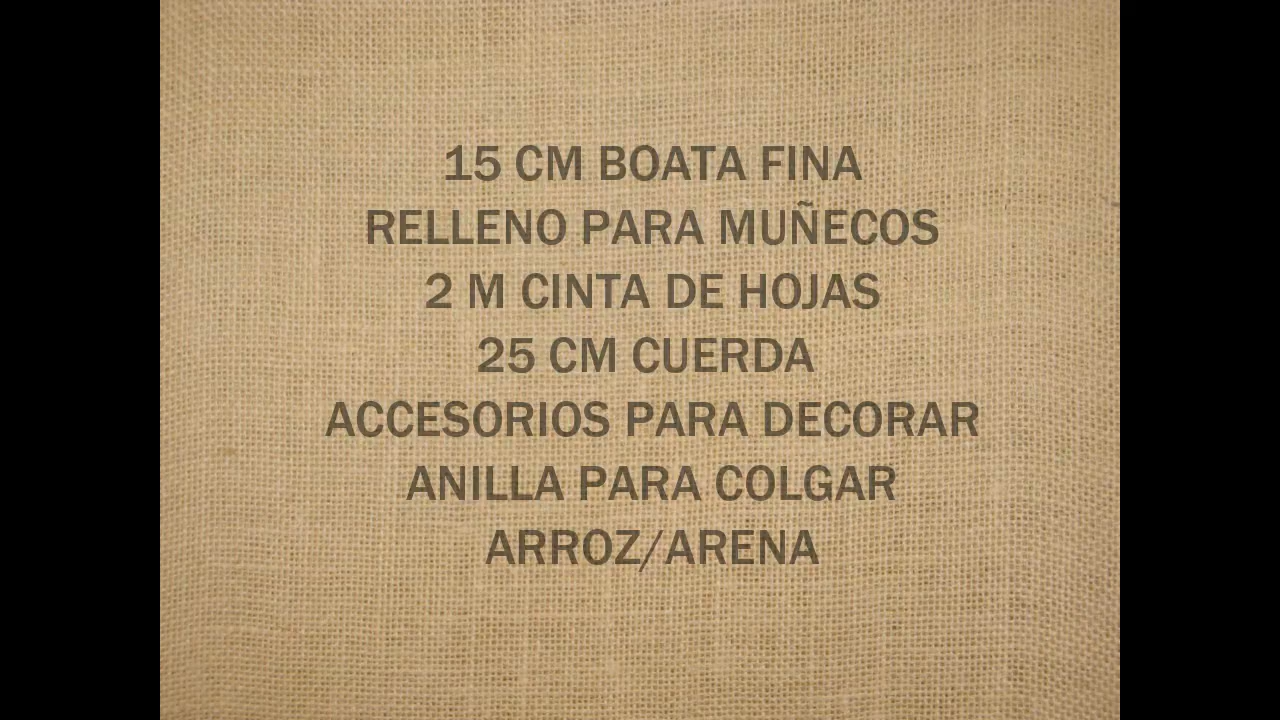 15 CM BOATA FINA
RELLENO PARA MUÑECOS
2 M CINTA DE HOJAS
25 CM CUERDA
ACCESORIOS PARA DECORAR
ANILLA PARA COLGAR
ARROZ/ARENA